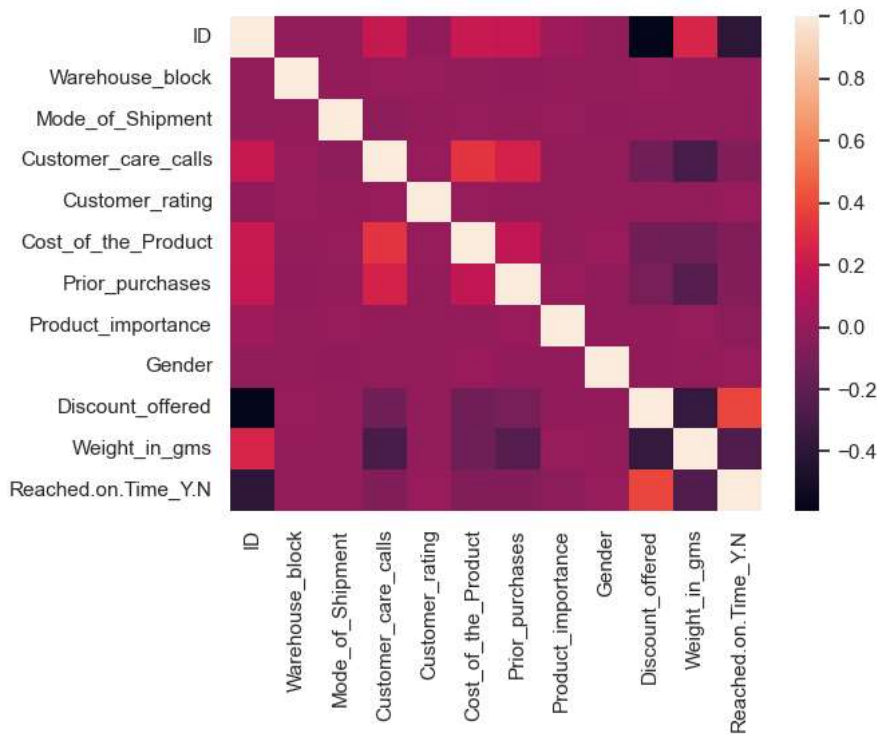 ID
Warehouse_block
Mode_of_Shipment
Customer_care_calls
Customer_rating
Cost_of_the_Product
Prior_purchases
Product_importance
Gender
Discount_offered
Weight_in_gms
Reached.on.Time_Y.N
ID
Warehouse_block
Mode_of_Shipment
Customer_care_calls
Customer_rating
Cost_of_the_Product
Prior_purchases
Product_importance
Gender
Discount_offered
Weight_in_gms
Reached.on.Time_Y.N
1.0
0.8
0.6
0.4
0.2
0.0
−0.2
−0.4